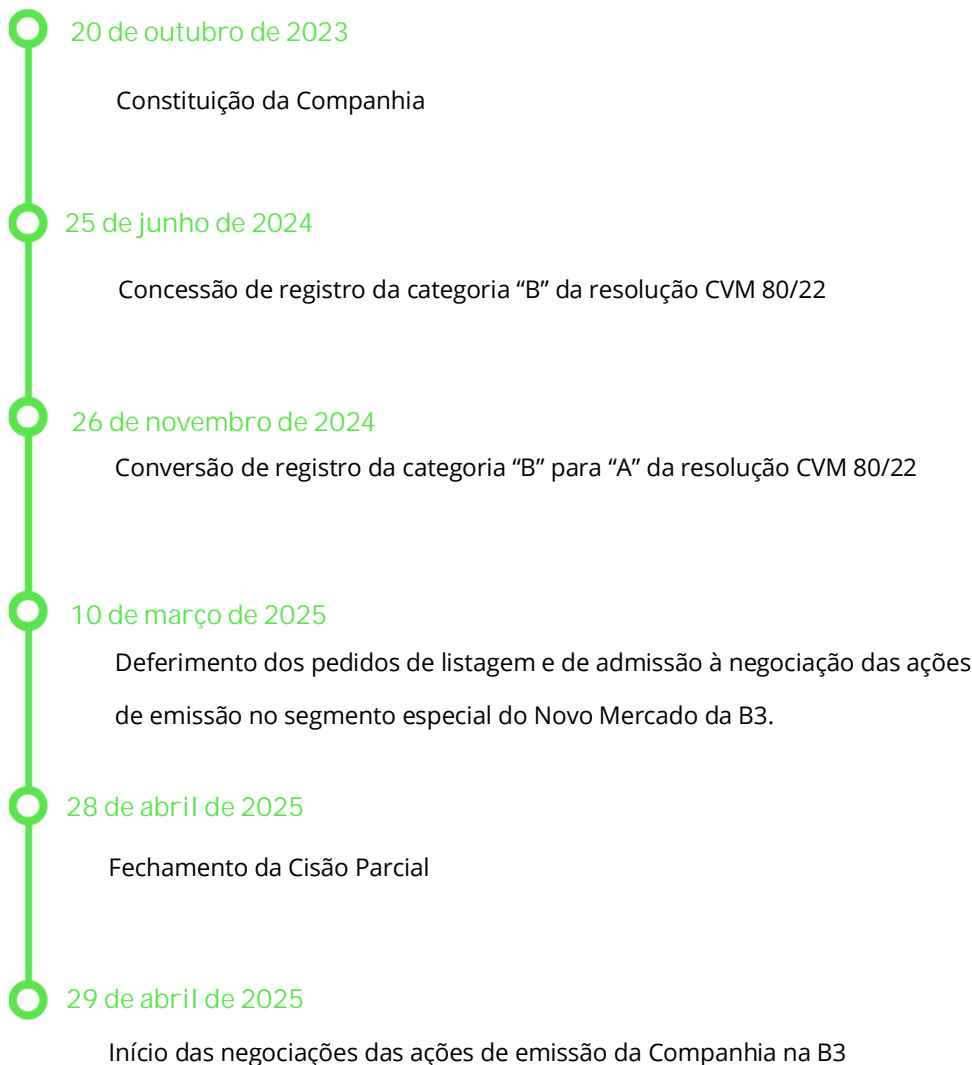 20 de outubro de 2023
Constituição da Companhia
25 de junho de 2024
Concessão de registro da categoria “B” da resolução CVM 80/22
26 de novembro de 2024
Conversão de registro da categoria “B” para “A” da resolução CVM 80/22
10 de março de 2025
Deferimento dos pedidos de listagem e de admissão à negociação das ações
de emissão no segmento especial do Novo Mercado da B3.
28 de abril de 2025
Fechamento da Cisão Parcial
29 de abril de 2025
Início das negociações das ações de emissão da Companhia na B3